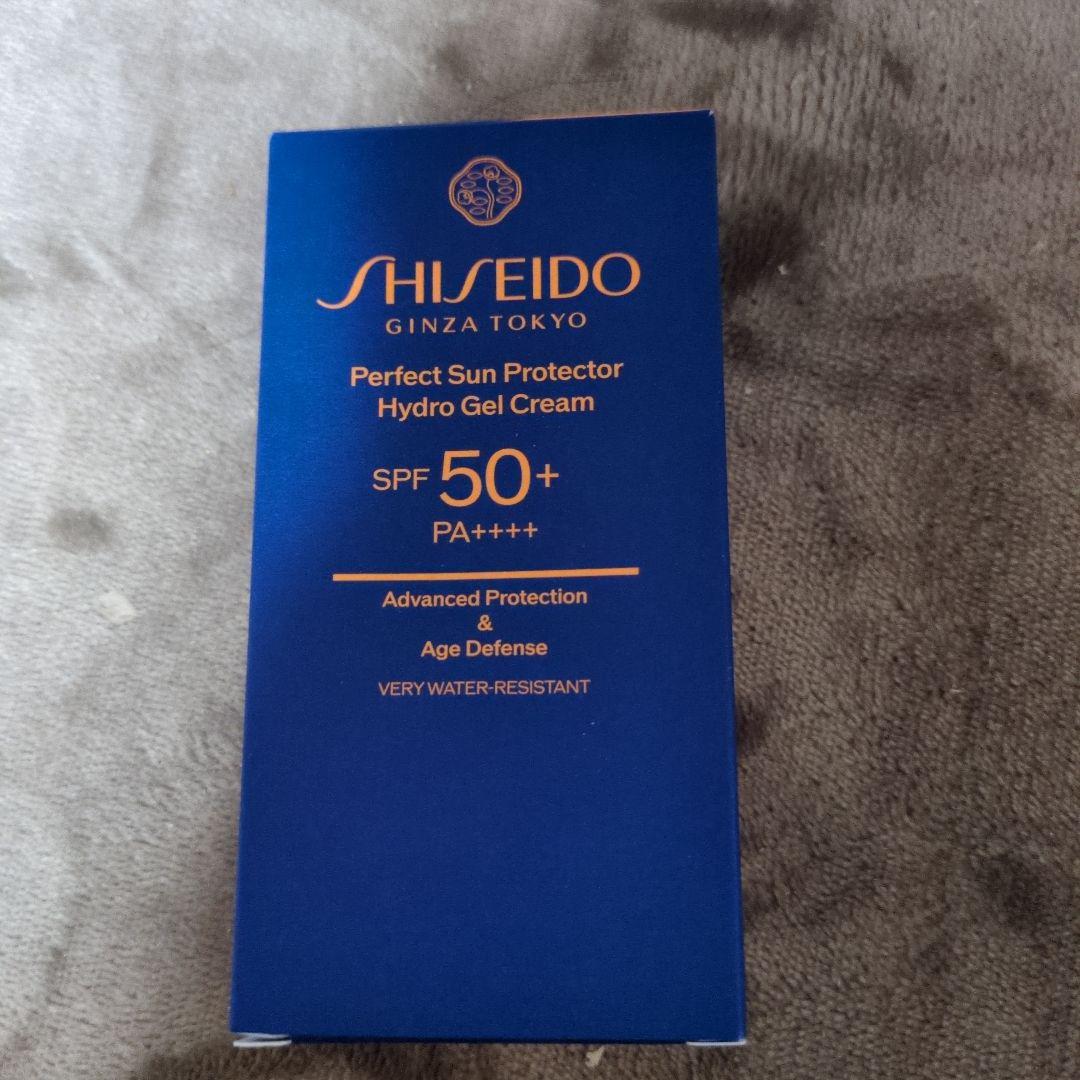 SHISEIDO
GINZA TOKYO
Perfect Sun Protector
Hydro Gel Cream
SPF 50+
PA++++
Advanced Protection
&
Age Defense
VERY WATER-RESISTANT